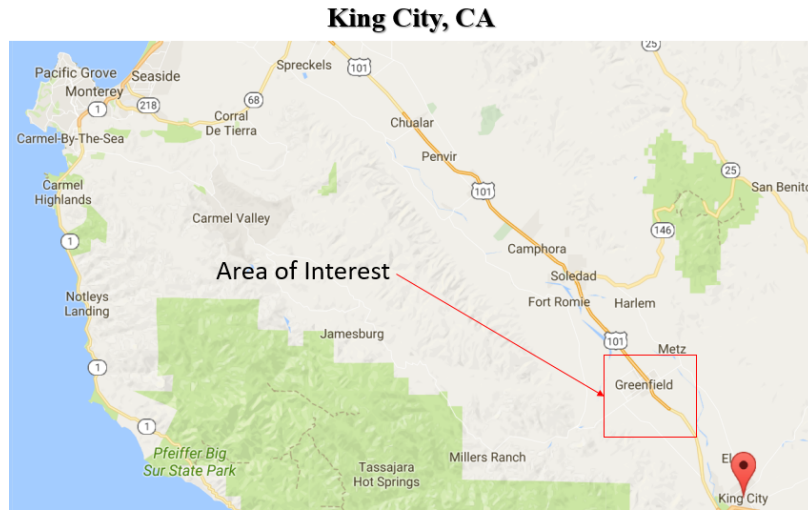 King City, CA
25
Spreckels
101
Pacific Grove
Seaside
Monterey
1
218
68
Corral
De Tierra
Chualar
Carmel-By-The-Sea
Penvir
25
Carmel
Highlands
101
San Benito
Carmel Valley
146
1
Camphora
Area of Interest
Soledad
Notleys
Landing
Fort Romie
Harlem
Jamesburg
101
Metz
1
Greenfield
1
Pfeiffer Big
Sur State Park
Millers Ranch
El
Tassajara
Hot Springs
King City